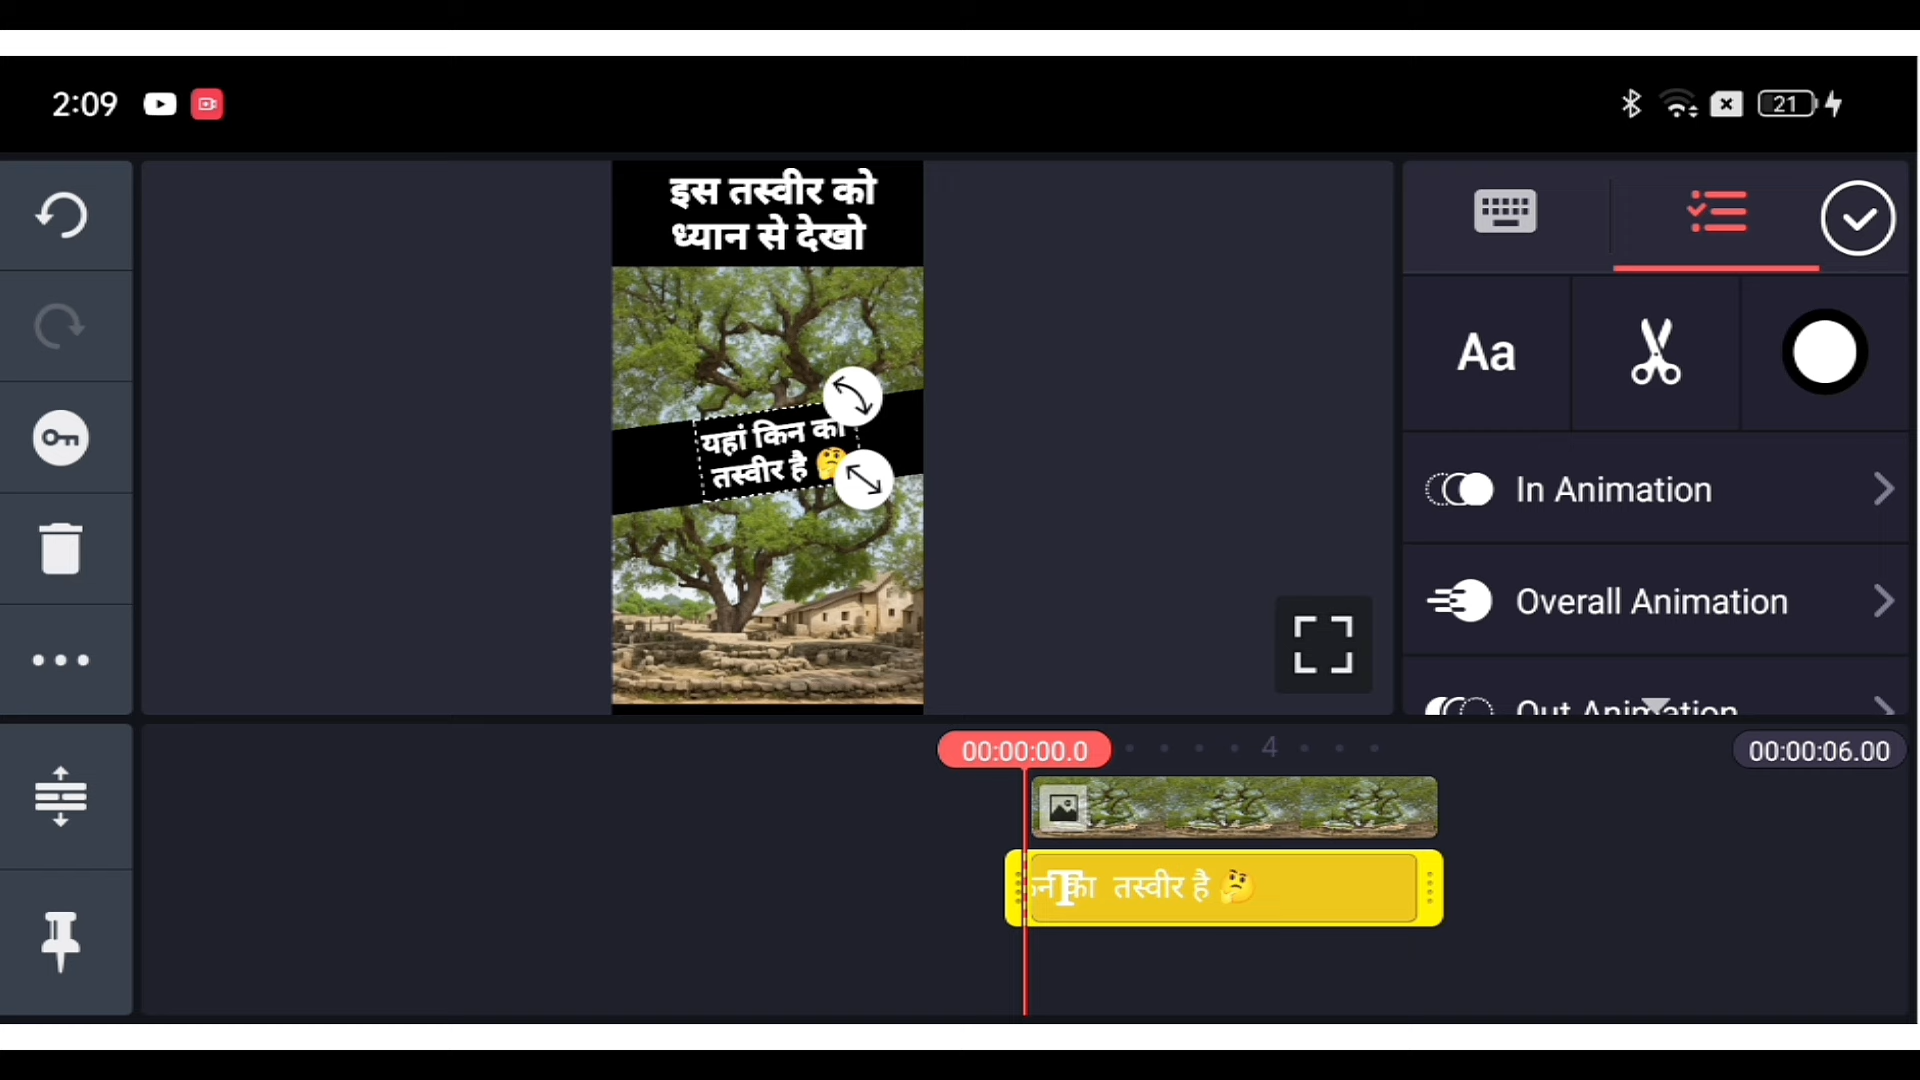 2:09
21
इस तस्वीर को
ध्यान से देखो
यहां किन का
तस्वीर है 🤔
Aa
In Animation
Overall Animation
Out Animation
00:00:00.0
4
00:00:06.00
का तस्वीर है 🤔